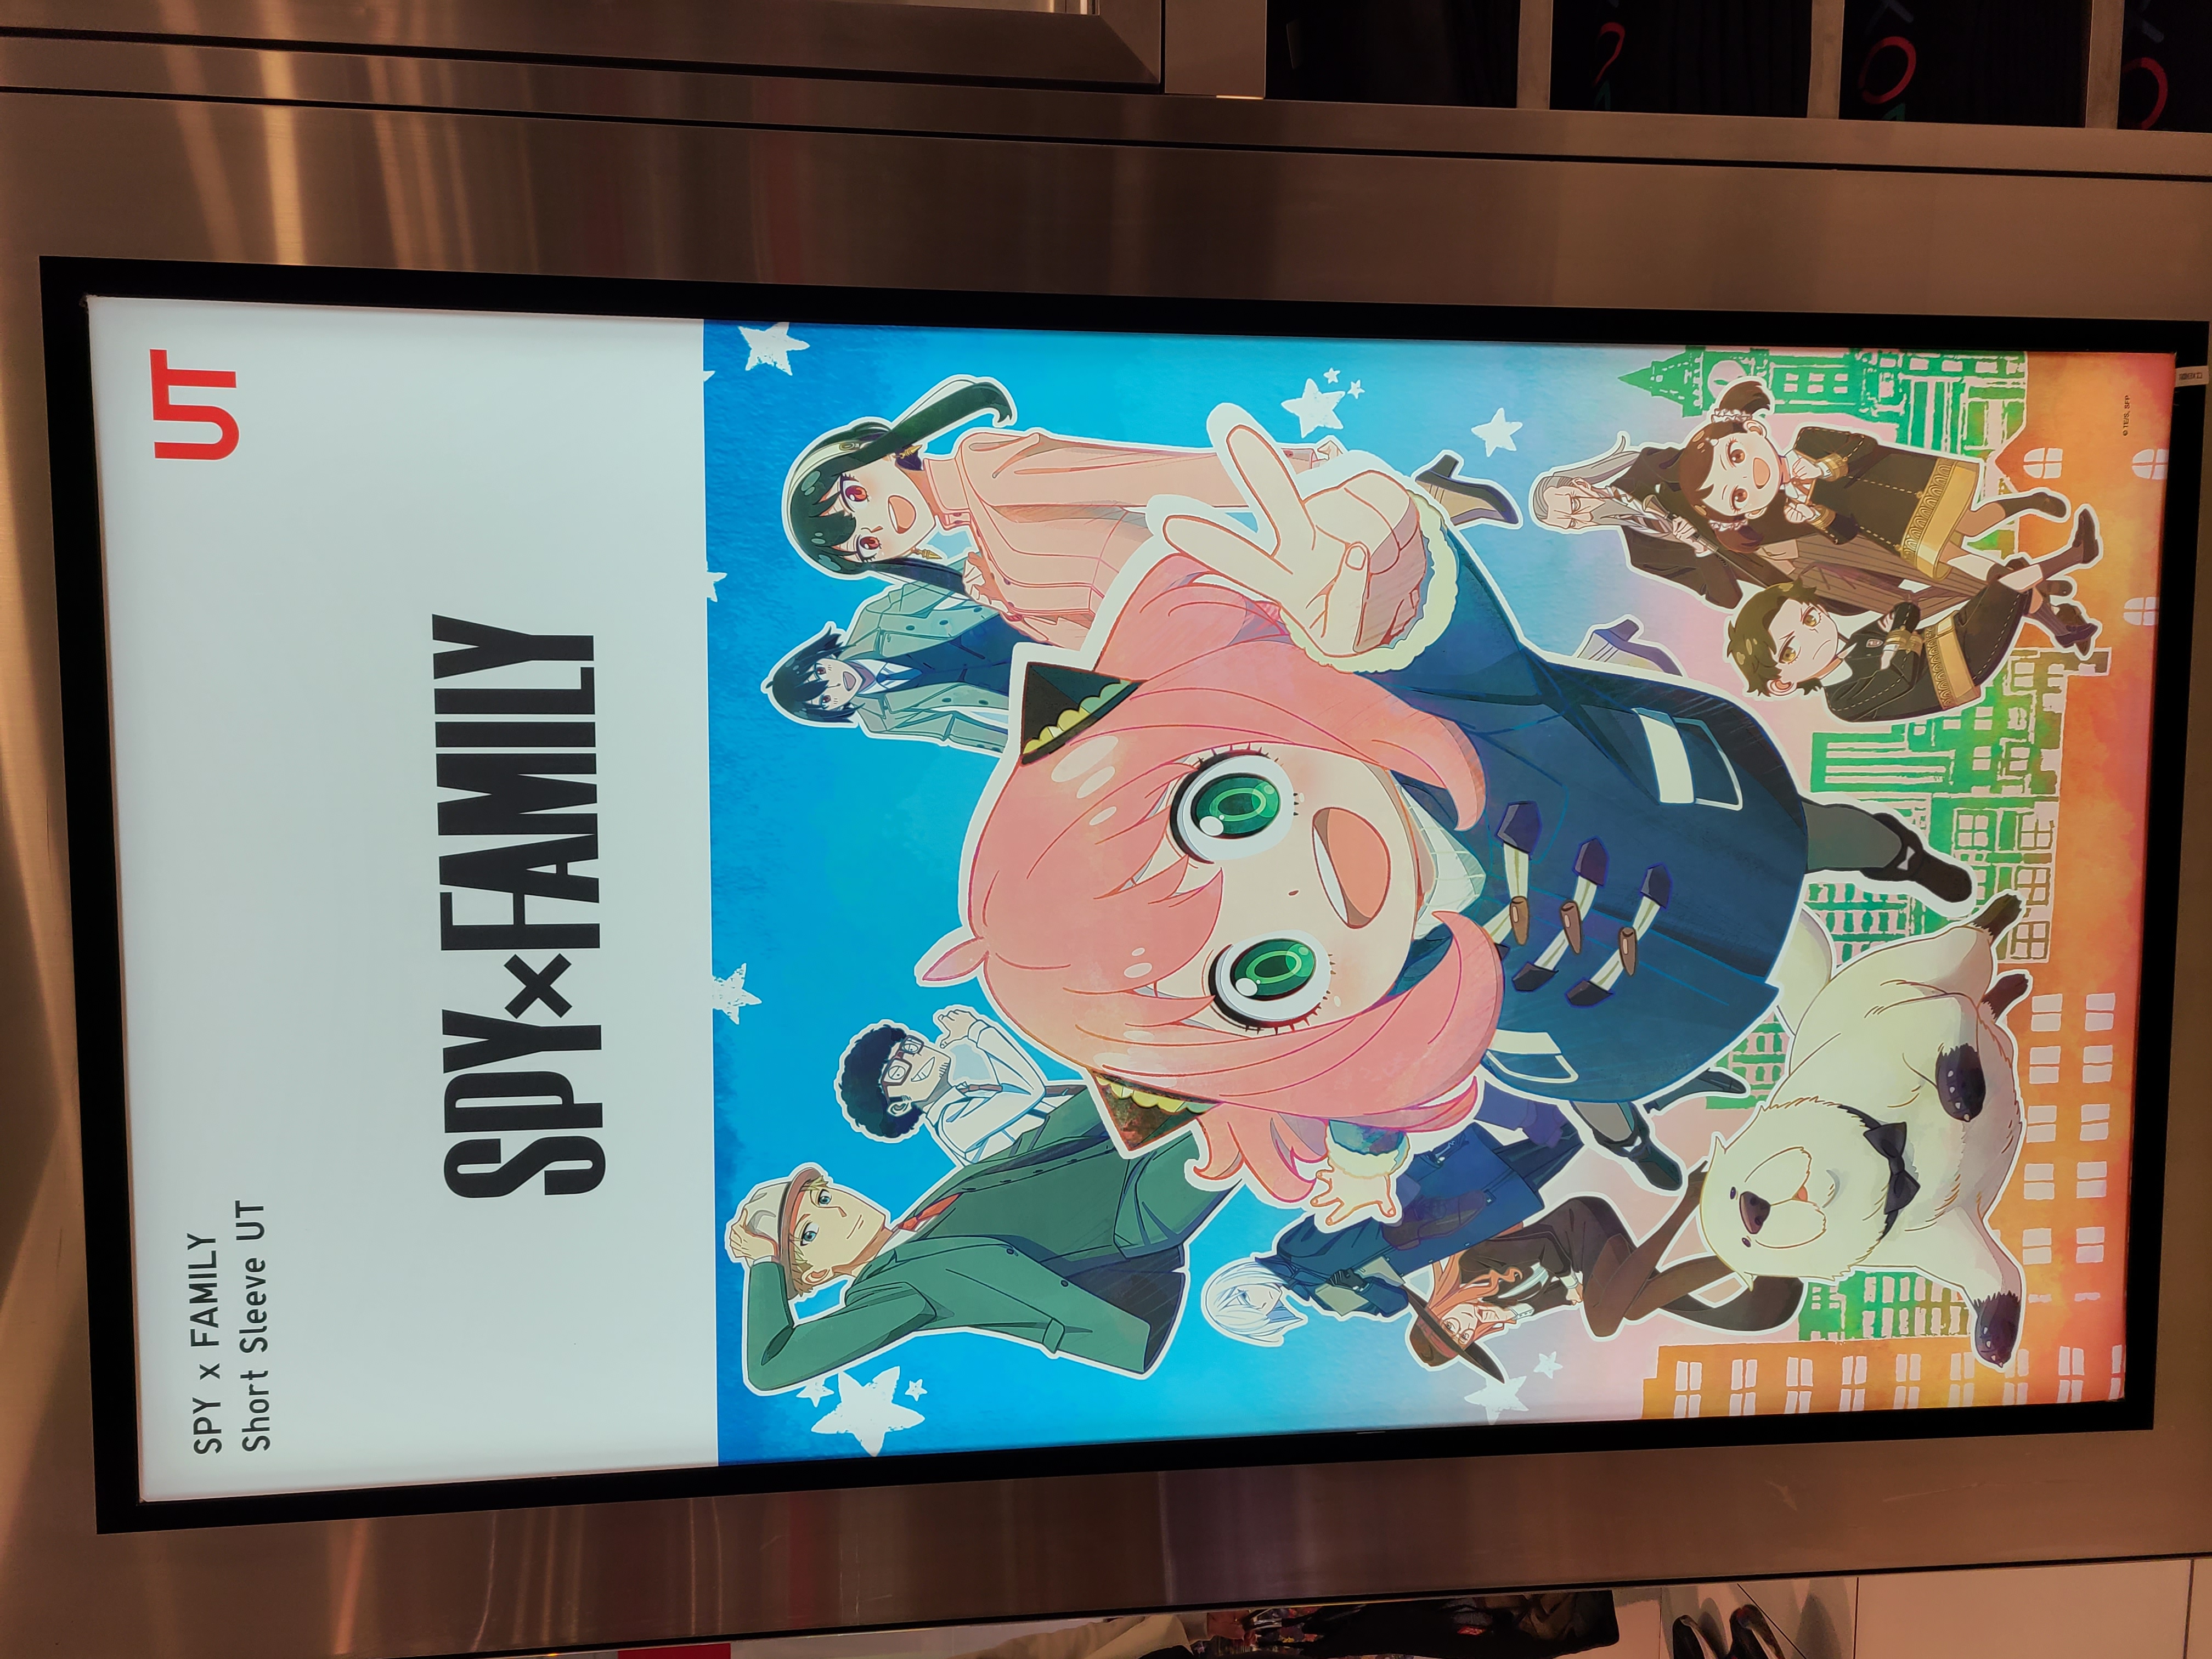 SPY x FAMILY
Short Sleeve UT
UT
SPY×FAMILY
© TE/S, SFP